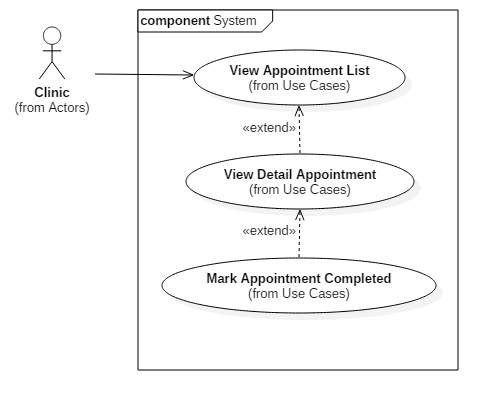 component System
View Appointment List
(from Use Cases)
Clinic
(from Actors)
«extend»
View Detail Appointment
(from Use Cases)
«extend»
Mark Appointment Completed
(from Use Cases)